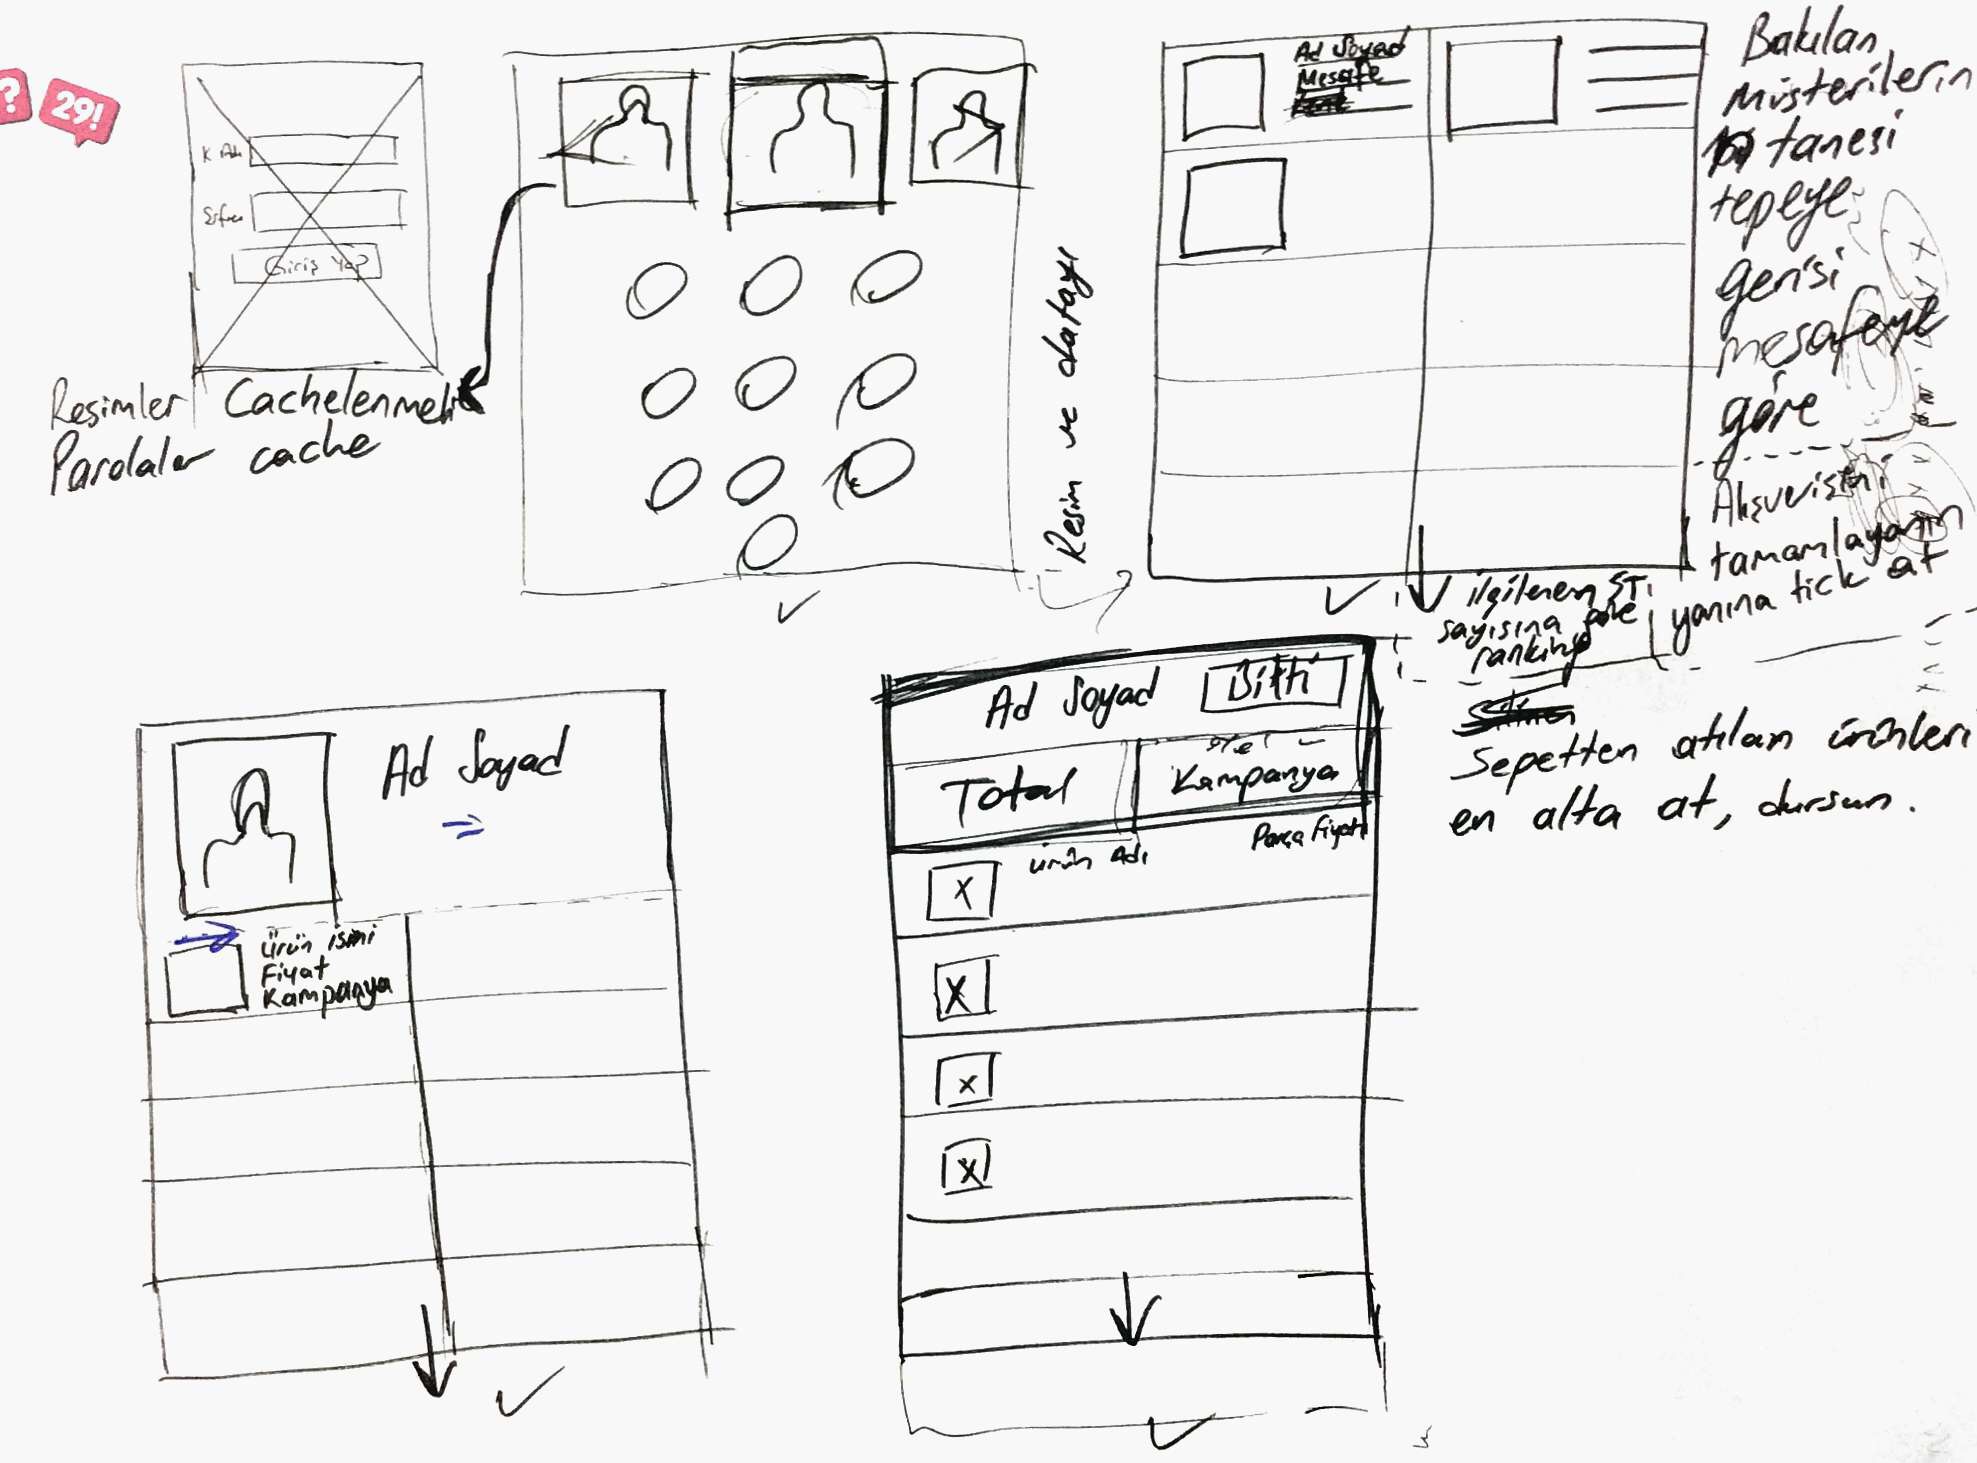 ?
29!
K Adı
Şifre
Giriş Yap
Resimler Cachelenmeli
Parolalar cache
Resim ve datayı
Ad Soyad
Mesafe
Bakılan
Müşterilerin
tanesi
tepeye
gerisi
mesafeye
göre
Alışverişini
tamamlayanın
yanına tick at
ilgilenen ST.
sayısına göre
ranking
Sepetten atılan ürünleri
en alta at, dursun.
Ad Soyad
Ürün ismi
Fiyat
Kampanya
Ad Soyad
Bitti
Total
Kampanya
Ürün Adı
Parça Fiyatı
X
X
X
X